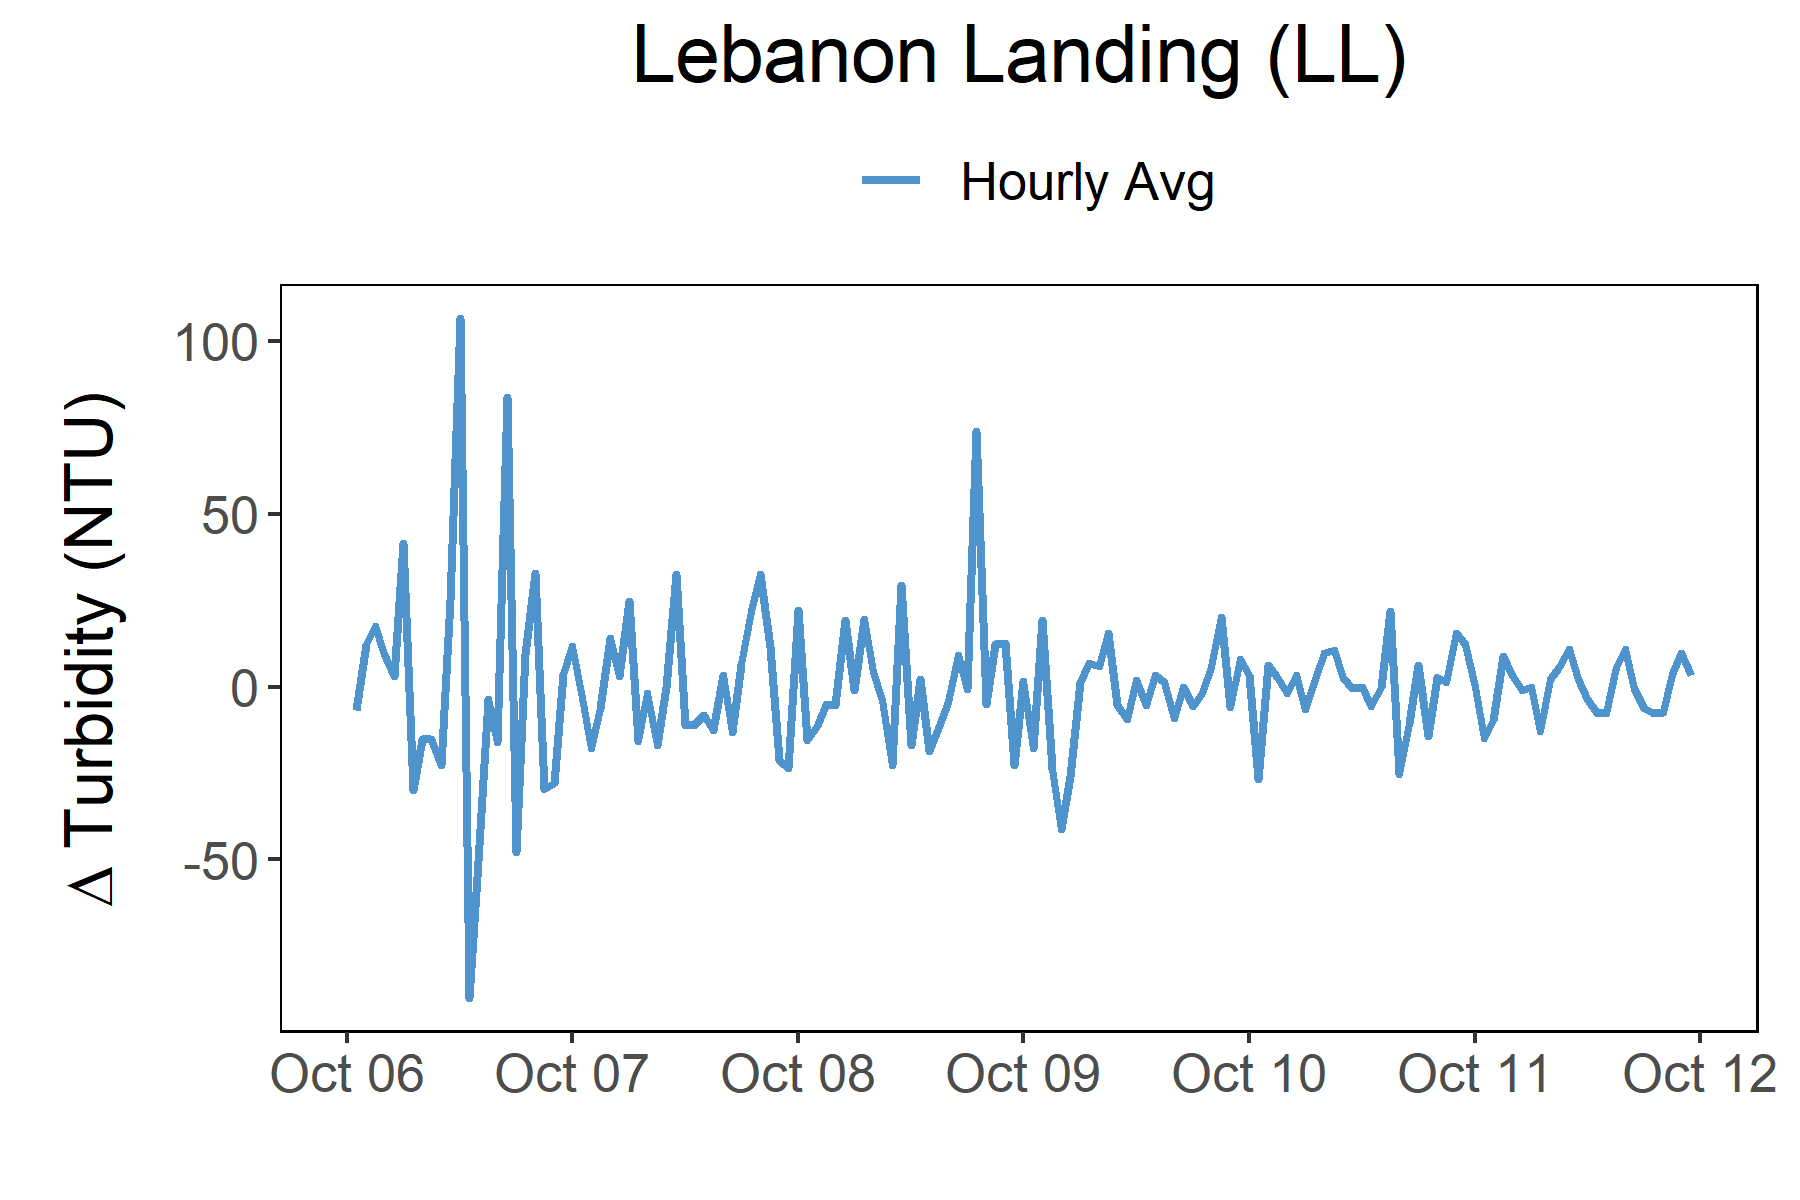 Lebanon Landing (LL)
Hourly Avg
Δ Turbidity (NTU)
100
50
0
-50
Oct 06
Oct 07
Oct 08
Oct 09
Oct 10
Oct 11
Oct 12